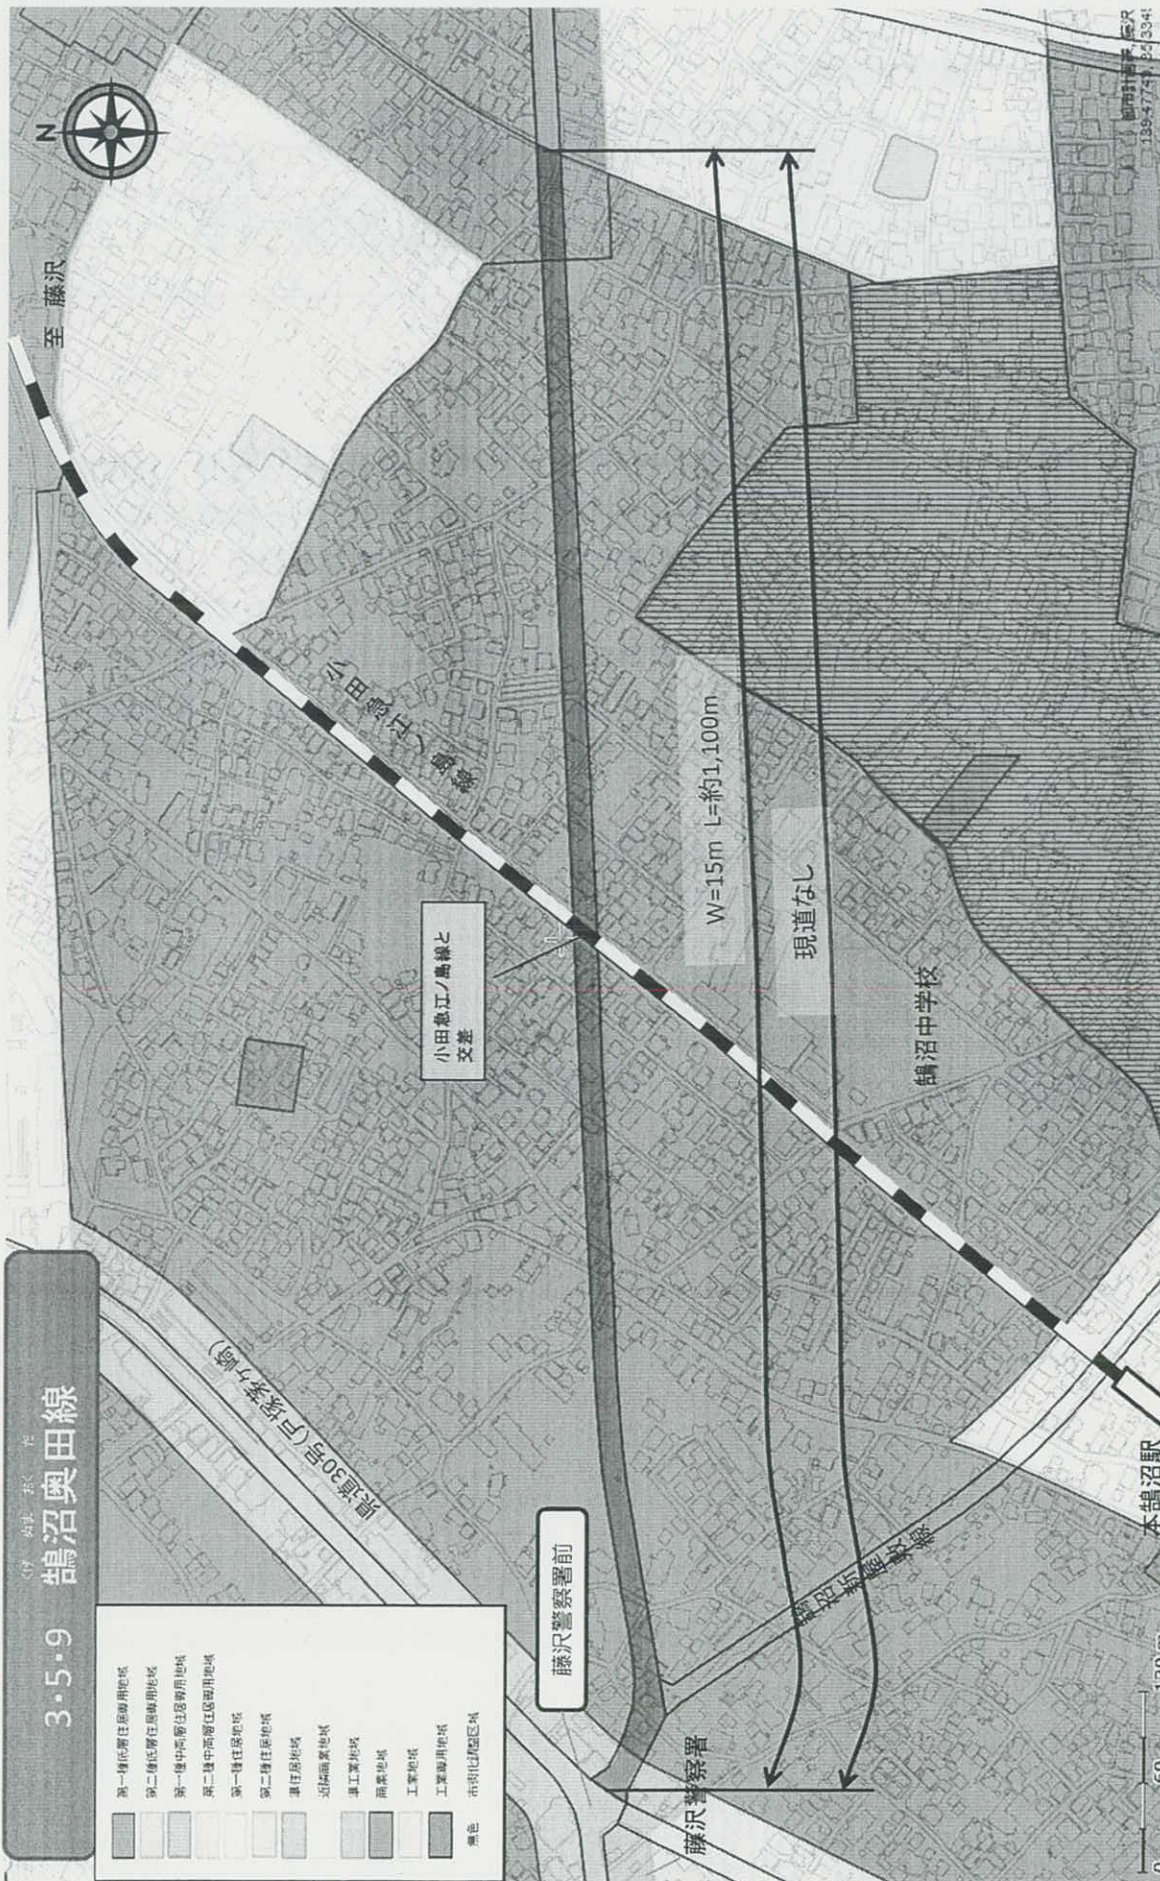 3・5・9 鵠沼奥田線
くげ ぬま おく だ
第一種低層住居専用地域
第二種低層住居専用地域
第一種中高層住居専用地域
第二種中高層住居専用地域
第一種住居地域
第二種住居地域
準住居地域
近隣商業地域
準工業地域
商業地域
工業地域
工業専用地域
無色 市街化調整区域
N
至 藤沢
県道30号(戸塚茅ヶ崎)
小田急江ノ島線
小田急江ノ島線と
交差
藤沢警察署前
藤沢警察署
鵠沼新屋敷線
W=15m L=約1,100m
現道なし
鵠沼中学校
本鵠沼駅
0
60
120 m